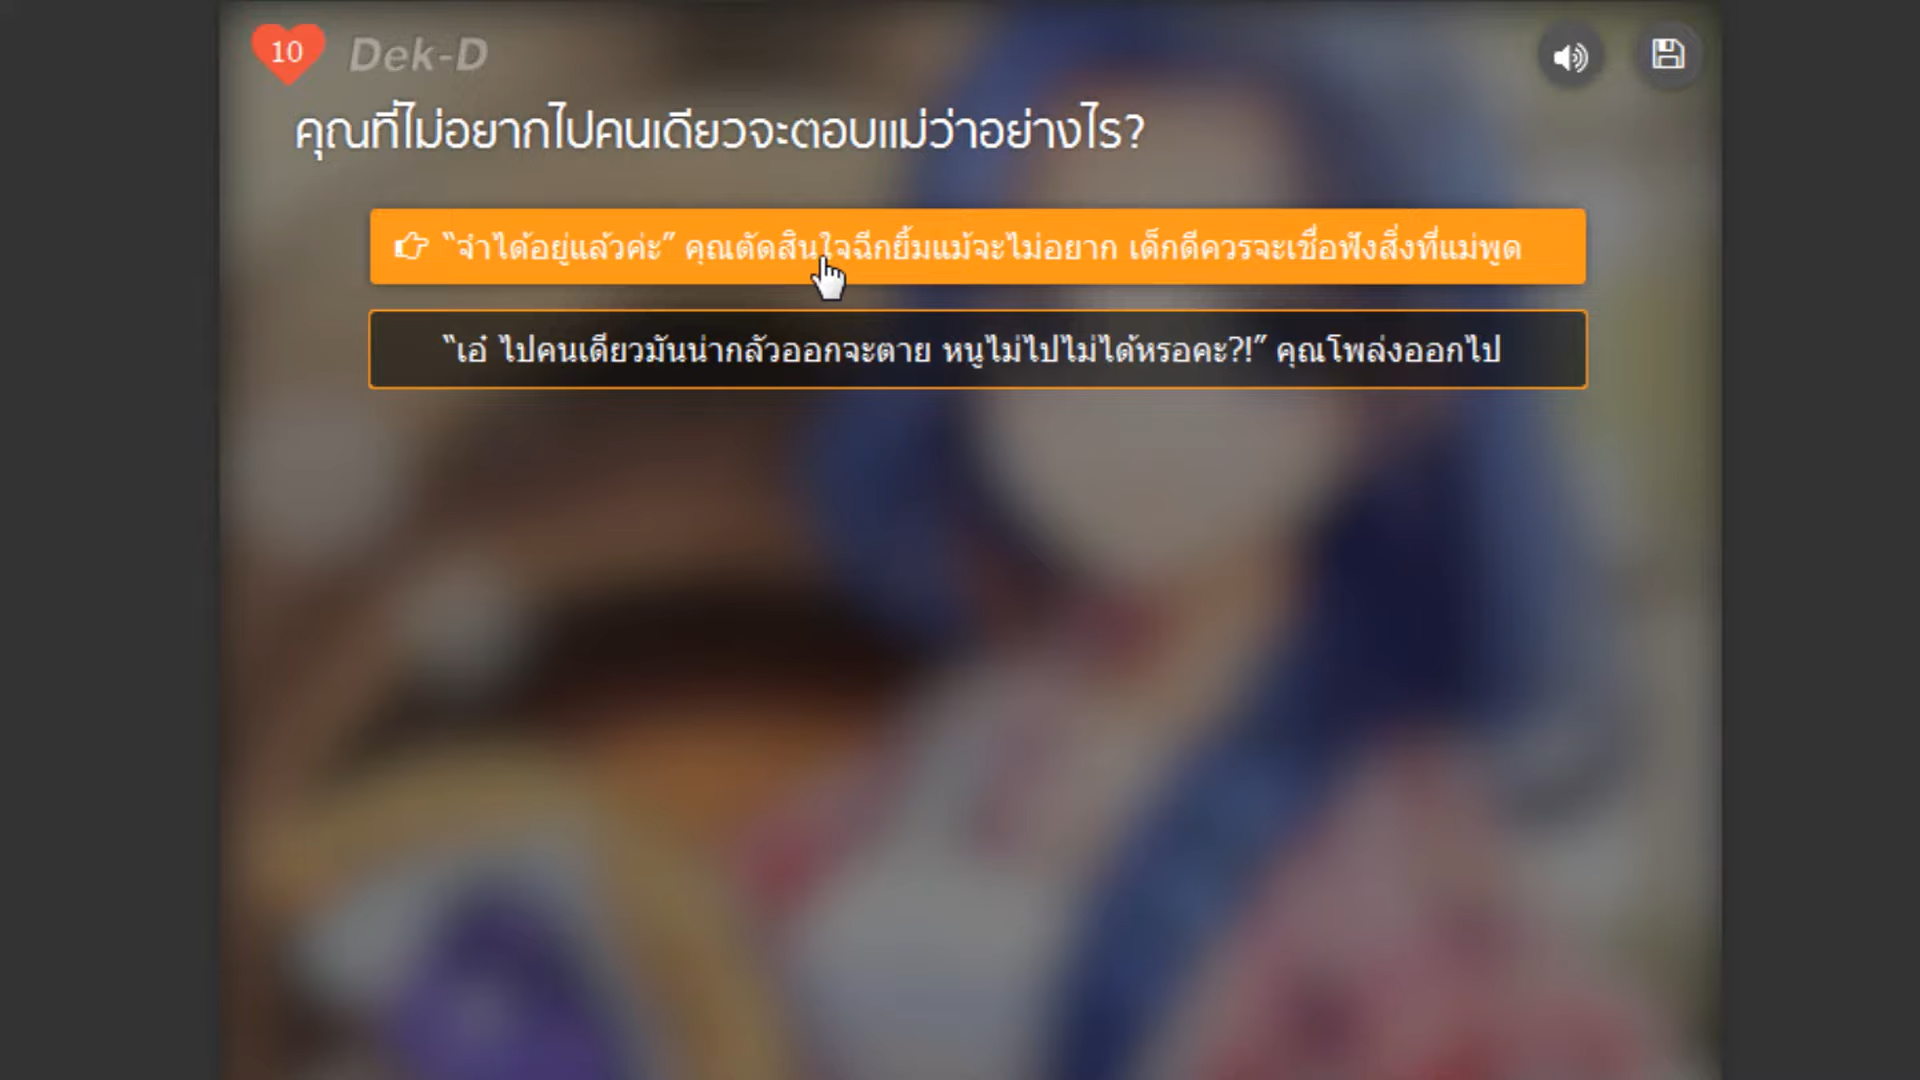 10 Dek-D
คุณที่ไม่อยากไปคนเดียวจะตอบแม่ว่าอย่างไร?
“จำได้อยู่แล้วค่ะ” คุณตัดสินใจฉีกยิ้มแม้จะไม่อยาก เด็กดีควรจะเชื่อฟังสิ่งที่แม่พูด
“เอ๋ ไปคนเดียวมันน่ากลัวออกจะตาย หนูไม่ไปไม่ได้หรอคะ?!” คุณโพล่งออกไป